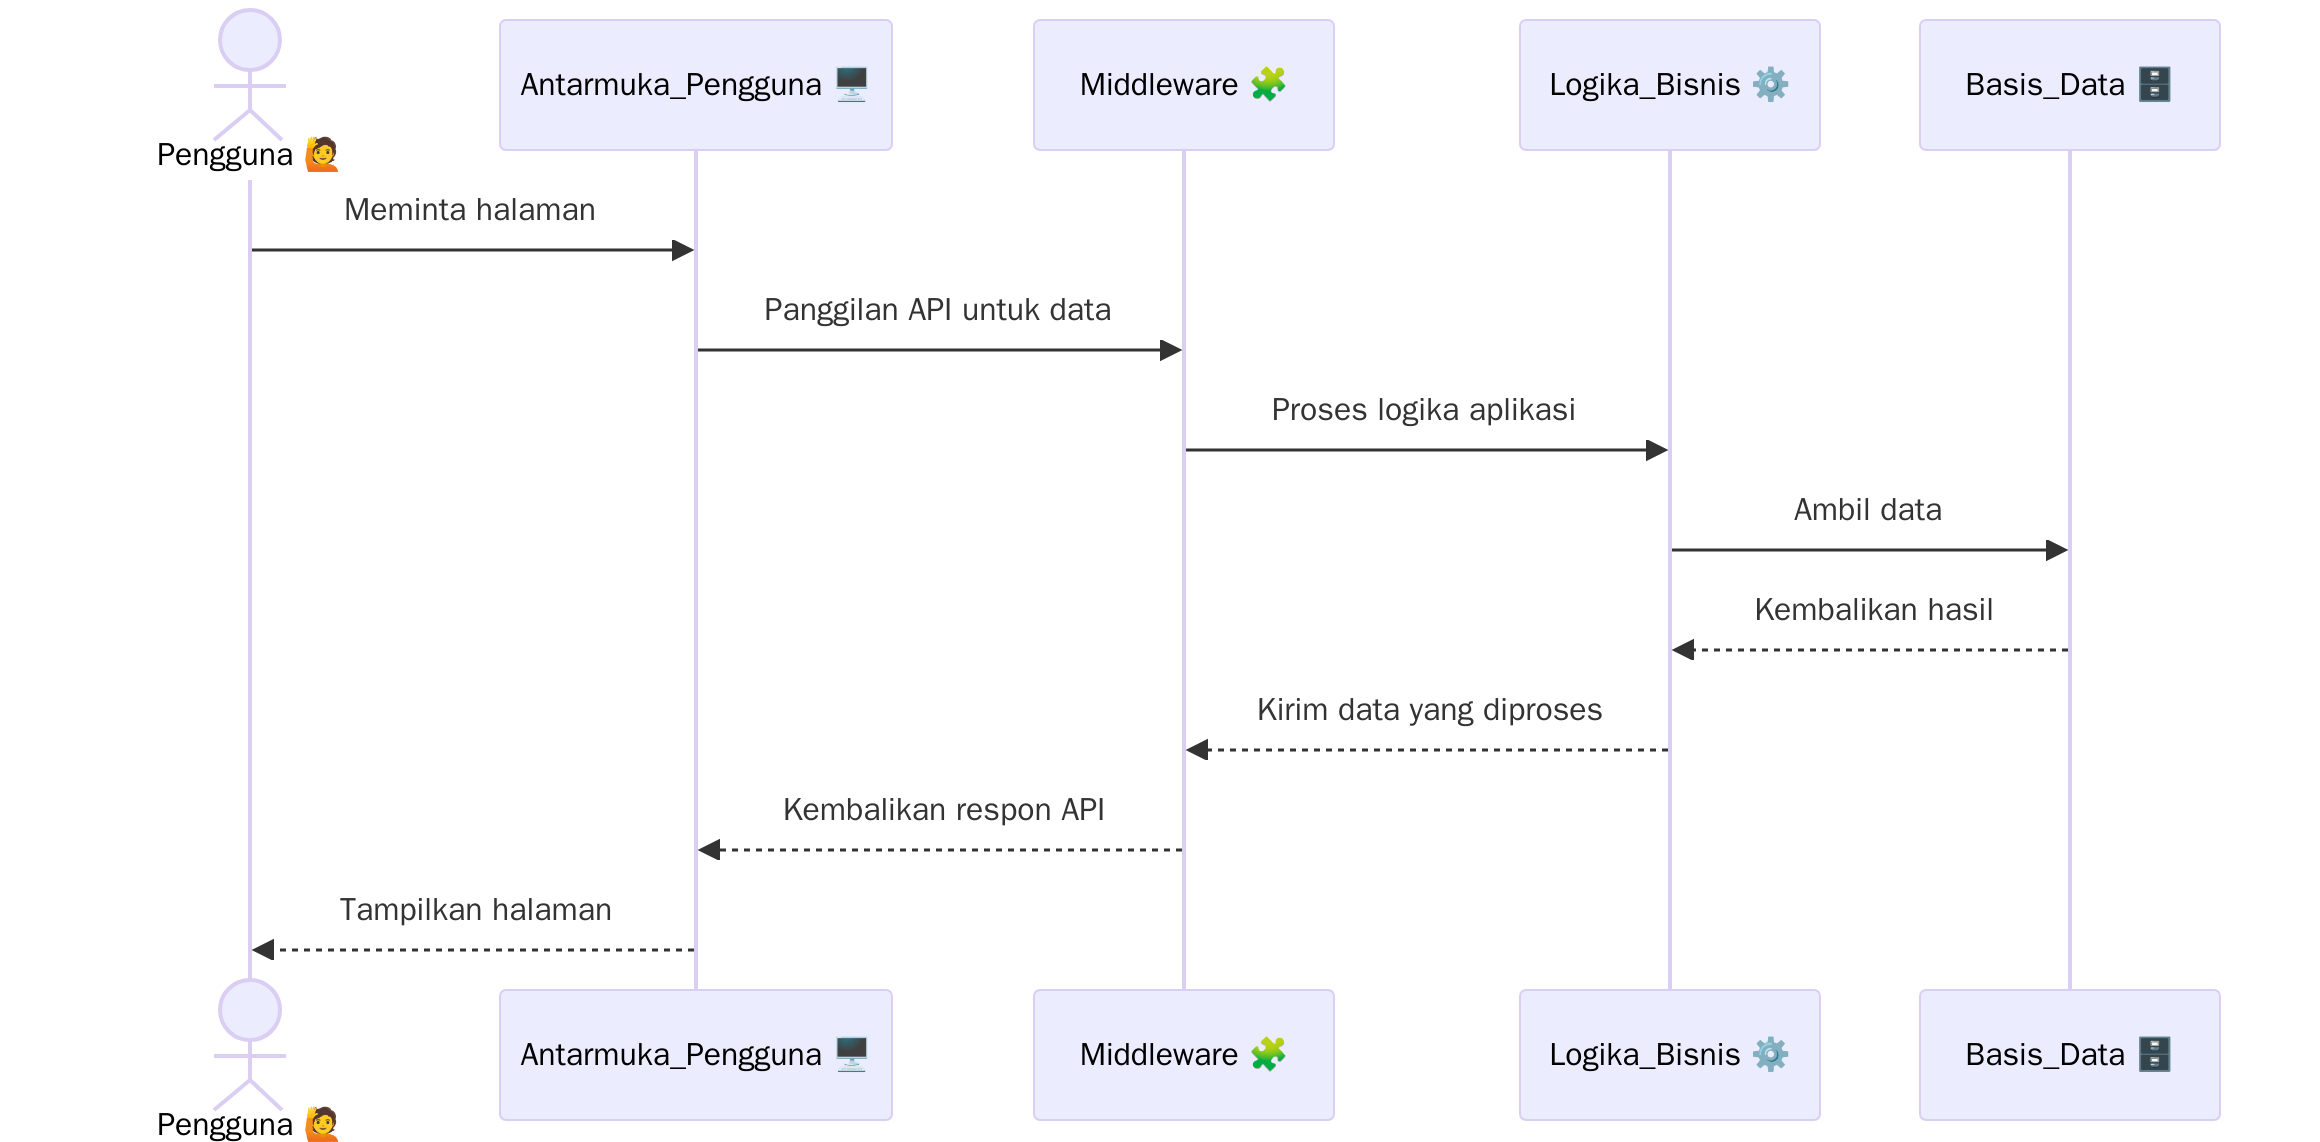 Pengguna 🙋
Antarmuka_Pengguna 🖥️
Middleware 🧩
Logika_Bisnis ⚙️
Basis_Data 🗄️
Meminta halaman
Panggilan API untuk data
Proses logika aplikasi
Ambil data
Kembalikan hasil
Kirim data yang diproses
Kembalikan respon API
Tampilkan halaman
Pengguna 🙋
Antarmuka_Pengguna 🖥️
Middleware 🧩
Logika_Bisnis ⚙️
Basis_Data 🗄️